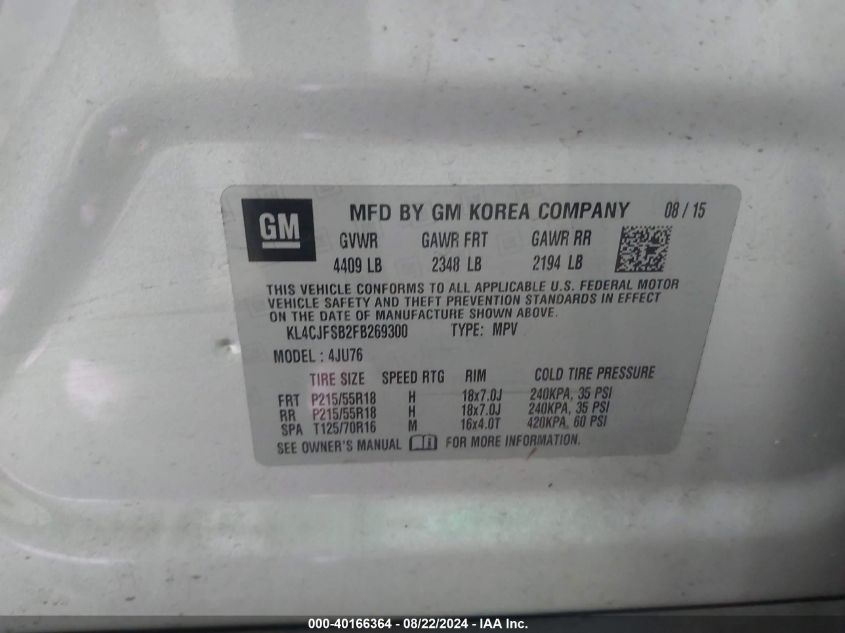 GM
MFD BY GM KOREA COMPANY 08 / 15
GVWR GAWR FRT GAWR RR
4409 LB 2348 LB 2194 LB
THIS VEHICLE CONFORMS TO ALL APPLICABLE U.S. FEDERAL MOTOR
VEHICLE SAFETY AND THEFT PREVENTION STANDARDS IN EFFECT
ON THE DATE OF MANUFACTURE SHOWN ABOVE.
KL4CJFSB2FB269300 TYPE: MPV
MODEL : 4JU76
TIRE SIZE SPEED RTG RIM COLD TIRE PRESSURE
FRT P215/55R18 H 18x7.0J 240KPA, 35 PSI
RR P215/55R18 H 18x7.0J 240KPA, 35 PSI
SPA T125/70R16 M 16x4.0T 420KPA, 60 PSI
SEE OWNER'S MANUAL FOR MORE INFORMATION.
000-40166364 - 08/22/2024 - IAA Inc.